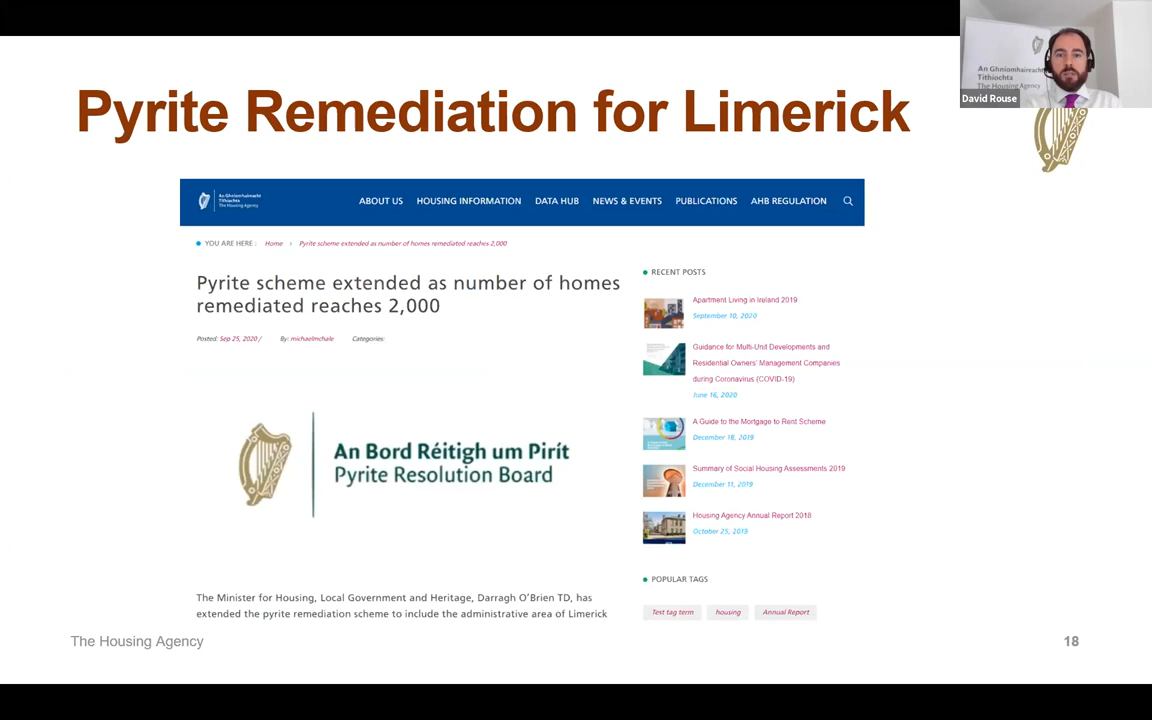 An Ghníomhaireacht
Tithíochta
The Housing Agency
David Rouse
Pyrite Remediation for Limerick
An Ghníomhaireacht
Tithíochta
The Housing Agency
ABOUT US HOUSING INFORMATION DATA HUB NEWS & EVENTS PUBLICATIONS AHB REGULATION
YOU ARE HERE : Home › Pyrite scheme extended as number of homes remediated reaches 2,000
Pyrite scheme extended as number of homes
remediated reaches 2,000
Posted: Sep 25, 2020 / By: michaelmchale Categories:
An Bord Réitigh um Pirít
Pyrite Resolution Board
The Minister for Housing, Local Government and Heritage, Darragh O'Brien TD, has
extended the pyrite remediation scheme to include the administrative area of Limerick
RECENT POSTS
Apartment Living in Ireland 2019
September 10, 2020
Guidance for Multi-Unit Developments and
Residential Owners' Management Companies
during Coronavirus (COVID-19)
June 16, 2020
A Guide to the Mortgage to Rent Scheme
December 18, 2019
Summary of Social Housing Assessments 2019
December 11, 2019
Housing Agency Annual Report 2018
October 25, 2019
POPULAR TAGS
Test tag term housing Annual Report
The Housing Agency
18